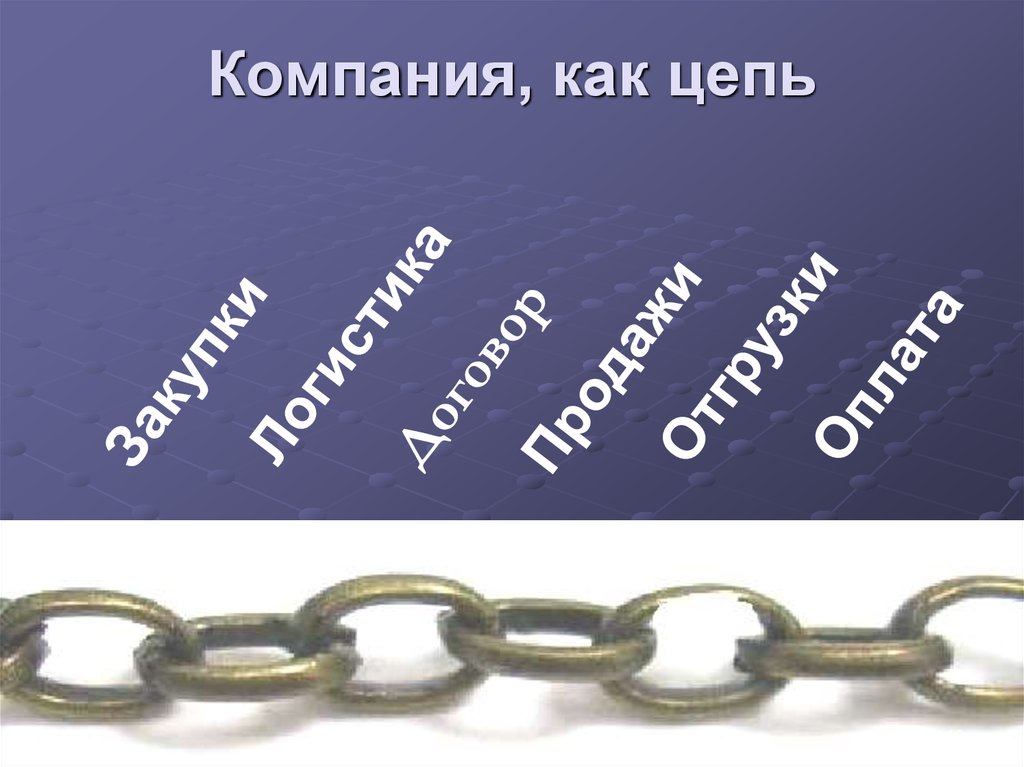 Компания, как цепь
Закупки
Логистика
Договор
Продажи
Отгрузки
Оплата